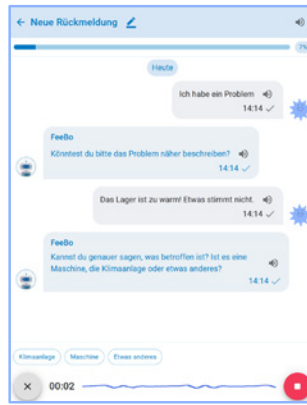 Neue Rückmeldung
7%
Heute
Ich habe ein Problem
14:14
FeeBo
Könntest du bitte das Problem näher beschreiben?
14:14
Das Lager ist zu warm! Etwas stimmt nicht.
14:14
FeeBo
Kannst du genauer sagen, was betroffen ist? Ist es eine
Maschine, die Klimaanlage oder etwas anderes?
14:14
Klimaanlage Maschine Etwas anderes
00:02